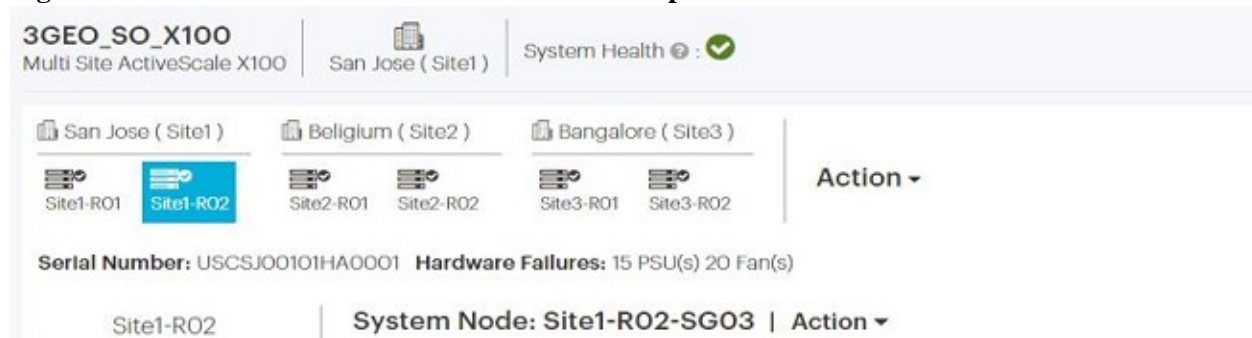 3GEO_SO_X100
Multi Site ActiveScale X100
San Jose ( Site1 )
System Health :
San Jose ( Site1 )
Beligium ( Site2 )
Bangalore ( Site3 )
Site1-R01
Site1-R02
Site2-R01
Site2-R02
Site3-R01
Site3-R02
Action
Serial Number: USCSJ00101HA0001 Hardware Failures: 15 PSU(s) 20 Fan(s)
Site1-R02
System Node: Site1-R02-SG03 | Action